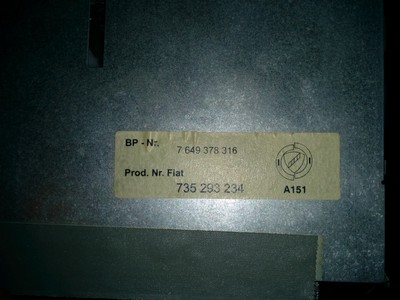 BP - Nr. 7 649 378 316
Prod. Nr. Fiat
735 293 234 A151